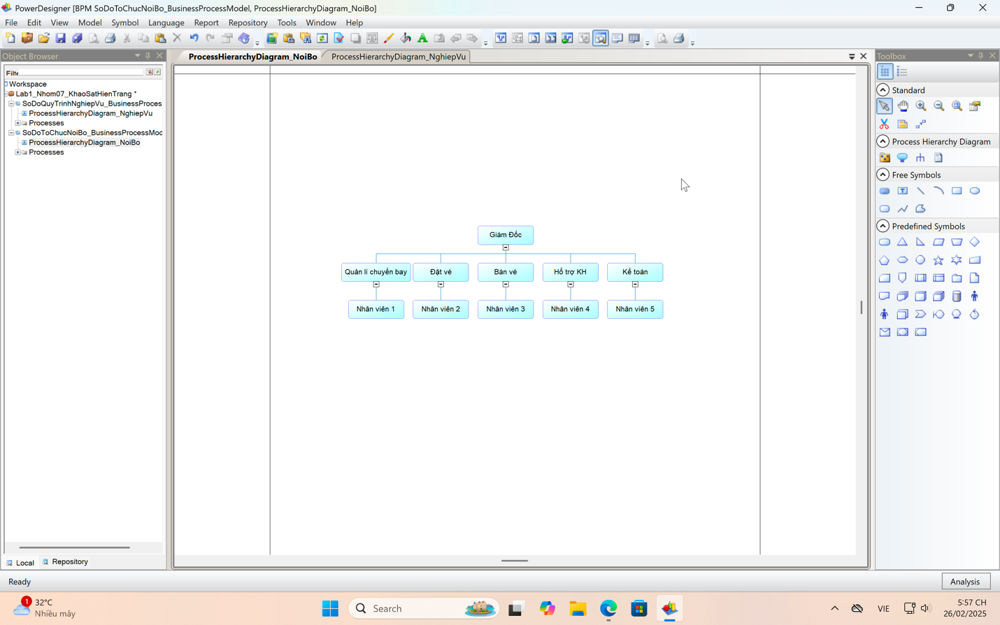 PowerDesigner [BPM SoDoToChucNoiBo_BusinessProcessModel, ProcessHierarchyDiagram_NoiBo]
File Edit View Model Symbol Language Report Repository Tools Window Help
Object Browser
ProcessHierarchyDiagram_NoiBo ProcessHierarchyDiagram_NghiepVu
Toolbox
Workspace
Lab1_Nhom07_KhaoSatHienTrang *
SoDoQuyTrinhNghiepVu_BusinessProces
ProcessHierarchyDiagram_NghiepVu
Processes
SoDoToChucNoiBo_BusinessProcessMod
ProcessHierarchyDiagram_NoiBo
Processes
Giám Đốc
Quản lí chuyến bay Đặt vé Bán vé Hỗ trợ KH Kế toán
Nhân viên 1 Nhân viên 2 Nhân viên 3 Nhân viên 4 Nhân viên 5
Standard
Process Hierarchy Diagram
Free Symbols
Predefined Symbols
Local Repository
Ready
Analysis
1
32°C
Nhiều mây
Search
VIE
5:57 CH
26/02/2025